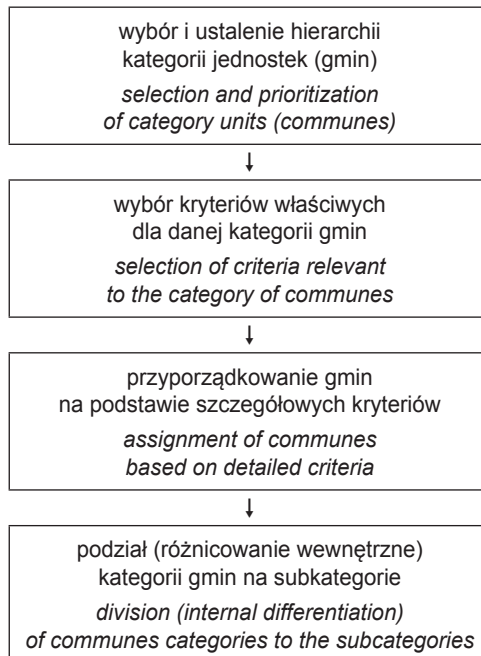 wybór i ustalenie hierarchii
kategorii jednostek (gmin)
selection and prioritization
of category units (communes)
wybór kryteriów właściwych
dla danej kategorii gmin
selection of criteria relevant
to the category of communes
przyporządkowanie gmin
na podstawie szczegółowych kryteriów
assignment of communes
based on detailed criteria
podział (różnicowanie wewnętrzne)
kategorii gmin na subkategorie
division (internal differentiation)
of communes categories to the subcategories